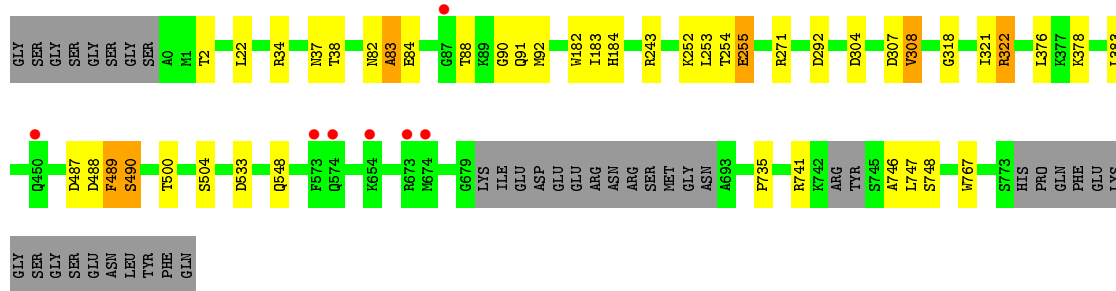 GLY SER GLY SER GLY SER GLY SER A0 M1 T2 L22 R34 N37 T38 N82 A83 E84 G87 T88 K89 G90 Q91 M92 W182 I183 H184 R243 K252 L253 T254 E255 R271 D292 D304 D307 V308 G318 I321 R322 L376 K377 K378
Q450 D487 D488 F489 S490 T500 S504 D533 Q548 F573 Q574 K654 R673 M674 G679 LYS ILE GLU ASP GLU GLU ARG ASN ARG SER MET GLY ASN A693 P735 R741 K742 ARG TYR S745 A746 L747 S748 W767 S773 HIS PRO GLN PHE GLU LYS
GLY SER GLY SER GLU ASN LEU TYR PHE GLN